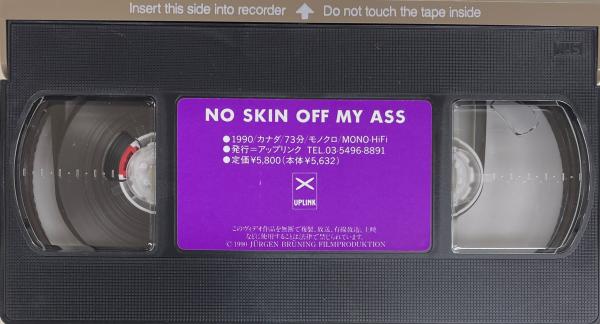 Insert this side into recorder ↑ Do not touch the tape inside
VHS
NO SKIN OFF MY ASS
●1990/カナダ/73分/モノクロ/MONO·HiFi
●発行=アップリンク TEL.03-5496-8891
●定価¥5,800(本体¥5,632)
UPLINK
このヴィデオ作品を無断で複製、放送、有線放送、上映
などに使用することは法律で禁じられています。
© 1990 JÜRGEN BRÜNING FILMPRODUKTION